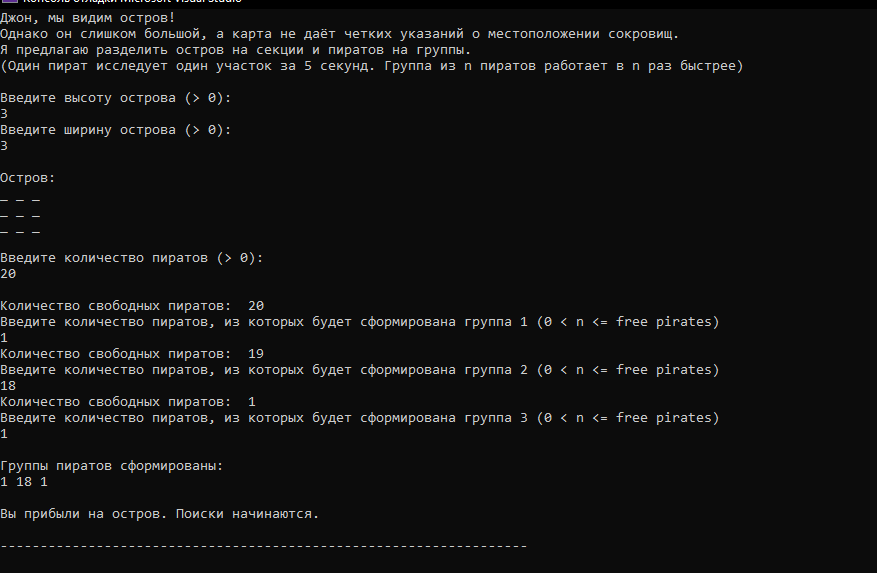 Консоль отладки Microsoft Visual Studio
Джон, мы видим остров!
Однако он слишком большой, а карта не даёт четких указаний о местоположении сокровищ.
Я предлагаю разделить остров на секции и пиратов на группы.
(Один пират исследует один участок за 5 секунд. Группа из n пиратов работает в n раз быстрее)
Введите высоту острова (> 0):
3
Введите ширину острова (> 0):
3
Остров:
_ _ _
_ _ _
_ _ _
Введите количество пиратов (> 0):
20
Количество свободных пиратов:  20
Введите количество пиратов, из которых будет сформирована группа 1 (0 < n <= free pirates)
1
Количество свободных пиратов:  19
Введите количество пиратов, из которых будет сформирована группа 2 (0 < n <= free pirates)
18
Количество свободных пиратов:  1
Введите количество пиратов, из которых будет сформирована группа 3 (0 < n <= free pirates)
1
Группы пиратов сформированы:
1 18 1
Вы прибыли на остров. Поиски начинаются.
------------------------------------------------------------------